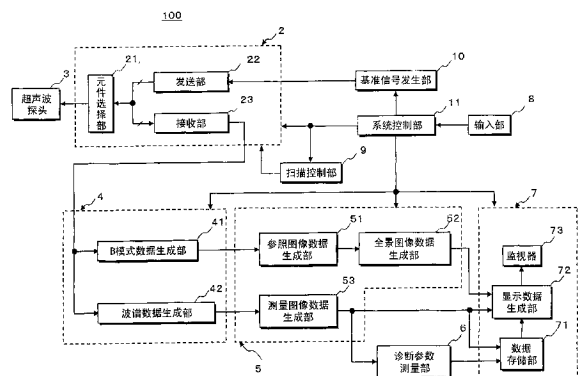 100
2
3
21
22
10
超声波
探头
元件
选择
部
发送部
基准信号发生部
23
11
8
接收部
系统控制部
输入部
9
扫描控制部
4
7
41
51
52
73
B模式数据生成部
参照图像数据
生成部
全景图像数据
生成部
监视器
42
53
72
波谱数据生成部
测量图像数据
生成部
显示数据
生成部
6
71
5
诊断参数
测量部
数据
存储部